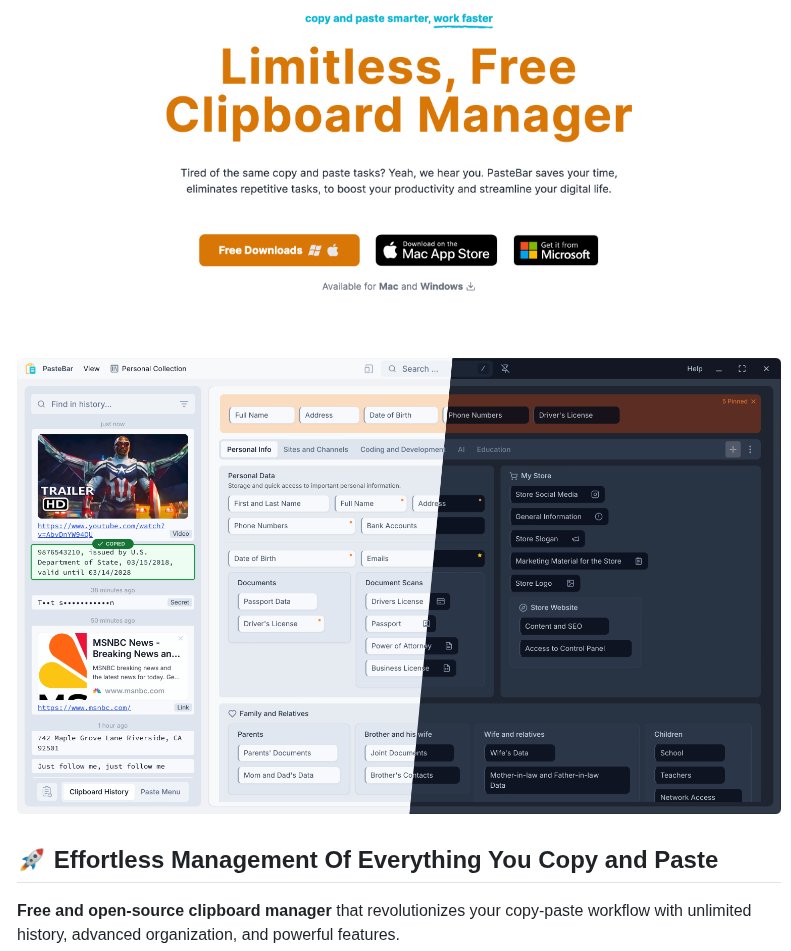 copy and paste smarter, work faster
Limitless, Free
Clipboard Manager
Tired of the same copy and paste tasks? Yeah, we hear you. PasteBar saves your time,
eliminates repetitive tasks, to boost your productivity and streamline your digital life.
Free Downloads
Download on the
Mac App Store
Get it from
Microsoft
Available for Mac and Windows
PasteBar View Personal Collection
Search ... /
Help
Find in history...
just now
TRAILER
HD
https://www.youtube.com/watch?
Video
COPIED
9876543210, issued by U.S.
Department of State, 03/15/2018,
valid until 03/14/2028
T••t s•••••••••••n
Secret
50 minutes ago
MSNBC News -
Breaking News an...
MSNBC breaking news and
the latest news for today. Ge...
www.msnbc.com
https://www.msnbc.com/
Link
1 hour ago
742 Maple Grove Lane Riverside, CA
92501
Just follow me, just follow me
Clipboard History
Paste Menu
5 Pinned
Full Name
Address
Date of Birth
Phone Numbers
Driver's License
Personal Info
Sites and Channels
Coding and Development
AI
Education
Personal Data
Storage and quick access to important personal information.
First and Last Name
Full Name
Address
Phone Numbers
Bank Accounts
Date of Birth
Emails
Documents
Passport Data
Driver's License
Document Scans
Drivers License
Passport
Power of Attorney
Business License
My Store
Store Social Media
General Information
Store Slogan
Marketing Material for the Store
Store Logo
Store Website
Content and SEO
Access to Control Panel
Family and Relatives
Parents
Parents' Documents
Mom and Dad's Data
Brother and his wife
Joint Documents
Brother's Contacts
Wife and relatives
Wife's Data
Mother-in-law and Father-in-law
Data
Children
School
Teachers
Network Access
🚀 Effortless Management Of Everything You Copy and Paste
Free and open-source clipboard manager that revolutionizes your copy-paste workflow with unlimited
history, advanced organization, and powerful features.